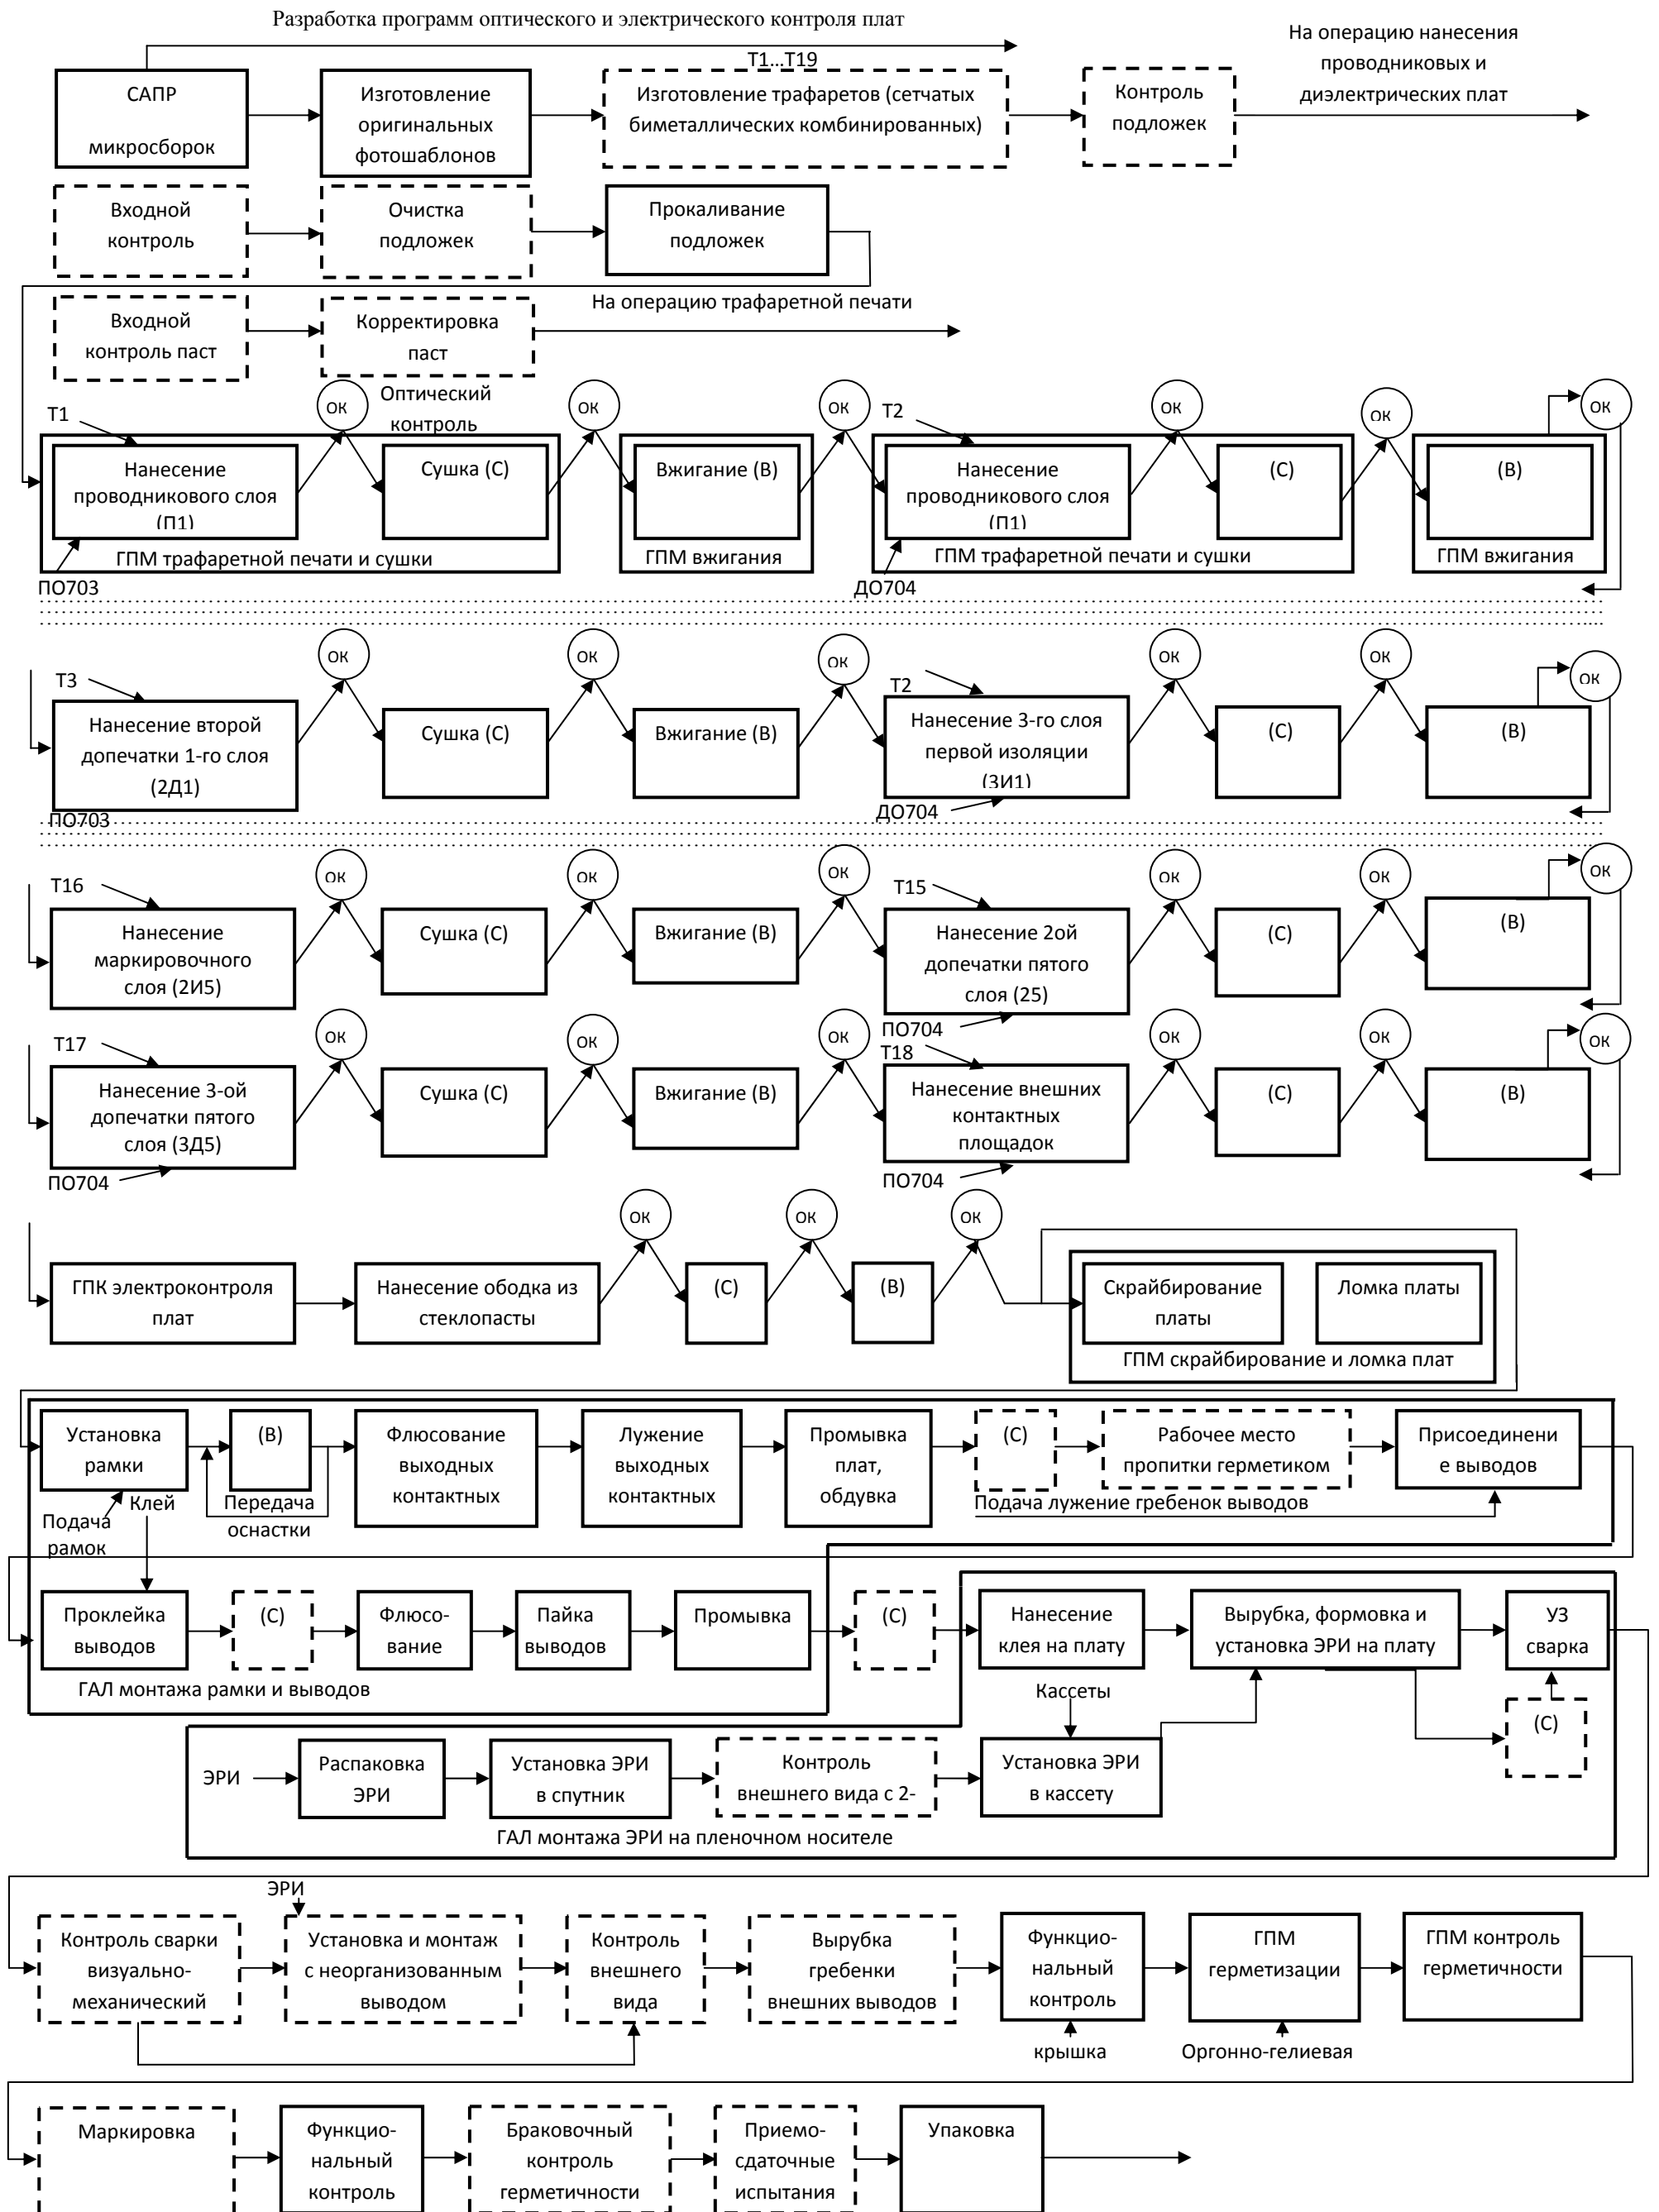 Разработка программ оптического и электрического контроля плат
На операцию нанесения
проводниковых и
диэлектрических плат
Т1...Т19
САПР
микросборок
Изготовление
оригинальных
фотошаблонов
Изготовление трафаретов (сетчатых
биметаллических комбинированных)
Контроль
подложек
Входной
контроль
Очистка
подложек
Прокаливание
подложек
Входной
контроль паст
Корректировка
паст
На операцию трафаретной печати
ОК
Оптический
контроль
ОК
ОК
ОК
ОК
ОК
Т1
Т2
Нанесение
проводникового слоя
(П1)
Сушка (С)
Вжигание (В)
Нанесение
проводникового слоя
(П1)
(С)
(В)
ГПМ трафаретной печати и сушки
ГПМ вжигания
ГПМ трафаретной печати и сушки
ГПМ вжигания
ПО703
ДО704
ОК
ОК
ОК
ОК
ОК
ОК
Т3
Т2
Нанесение второй
допечатки 1-го слоя
(2Д1)
Сушка (С)
Вжигание (В)
Нанесение 3-го слоя
первой изоляции
(3И1)
(С)
(В)
ПО703
ДО704
ОК
ОК
ОК
ОК
ОК
ОК
Т16
Т15
Нанесение
маркировочного
слоя (2И5)
Сушка (С)
Вжигание (В)
Нанесение 2ой
допечатки пятого
слоя (25)
(С)
(В)
ПО704
ОК
ОК
ОК
ОК
ОК
ОК
Т17
Т18
Нанесение 3-ой
допечатки пятого
слоя (3Д5)
Сушка (С)
Вжигание (В)
Нанесение внешних
контактных
площадок
(С)
(В)
ПО704
ПО704
ОК
ОК
ОК
ГПК электроконтроля
плат
Нанесение ободка из
стеклопасты
(С)
(В)
Скрайбирование
платы
Ломка платы
ГПМ скрайбирование и ломка плат
Установка
рамки
(В)
Флюсование
выходных
контактных
Лужение
выходных
контактных
Промывка
плат,
обдувка
(С)
Рабочее место
пропитки герметиком
Присоединени
е выводов
Подача
рамок
Клей
Передача
оснастки
Подача лужение гребенок выводов
Проклейка
выводов
(С)
Флюсо-
вание
Пайка
выводов
Промывка
(С)
Нанесение
клея на плату
Вырубка, формовка и
установка ЭРИ на плату
УЗ
сварка
ГАЛ монтажа рамки и выводов
Кассеты
(С)
ЭРИ
Распаковка
ЭРИ
Установка ЭРИ
в спутник
Контроль
внешнего вида с 2-
Установка ЭРИ
в кассету
ГАЛ монтажа ЭРИ на пленочном носителе
ЭРИ
Контроль сварки
визуально-
механический
Установка и монтаж
с неорганизованным
выводом
Контроль
внешнего
вида
Вырубка
гребенки
внешних выводов
Функцио-
нальный
контроль
ГПМ
герметизации
ГПМ контроль
герметичности
крышка
Оргонно-гелиевая
Маркировка
Функцио-
нальный
контроль
Браковочный
контроль
герметичности
Приемо-
сдаточные
испытания
Упаковка